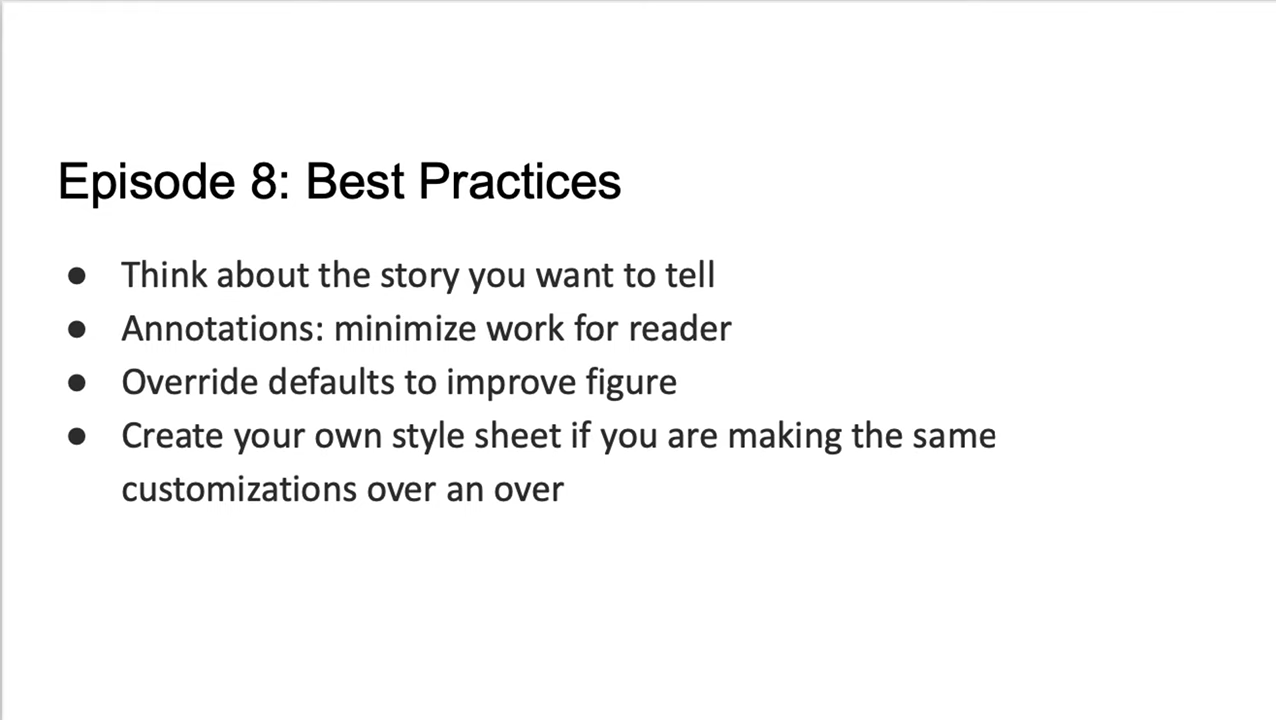 Episode 8: Best Practices
● Think about the story you want to tell
● Annotations: minimize work for reader
● Override defaults to improve figure
● Create your own style sheet if you are making the same
customizations over an over